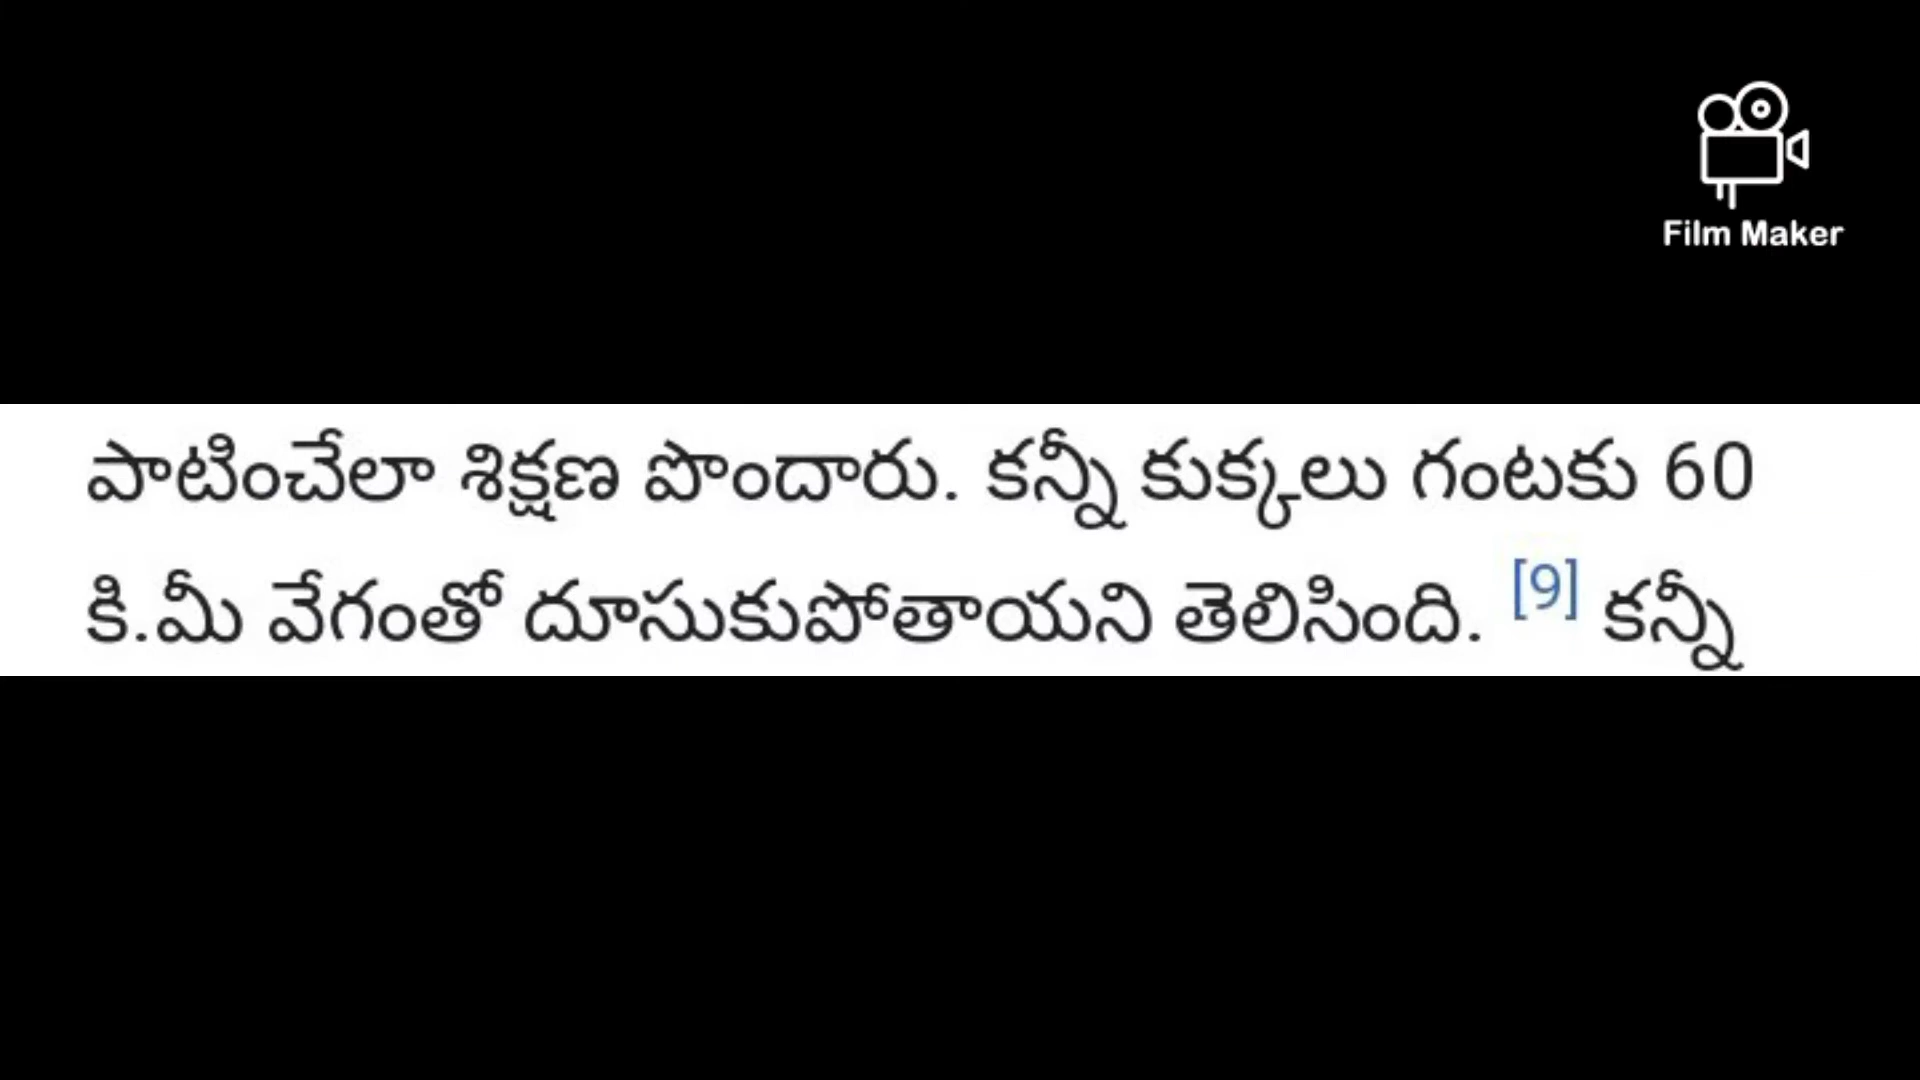 Film Maker
పాటించేలా శిక్షణ పొందారు. కన్నీ కుక్కలు గంటకు 60
కి.మీ వేగంతో దూసుకుపోతాయని తెలిసింది. [9] కన్నీ